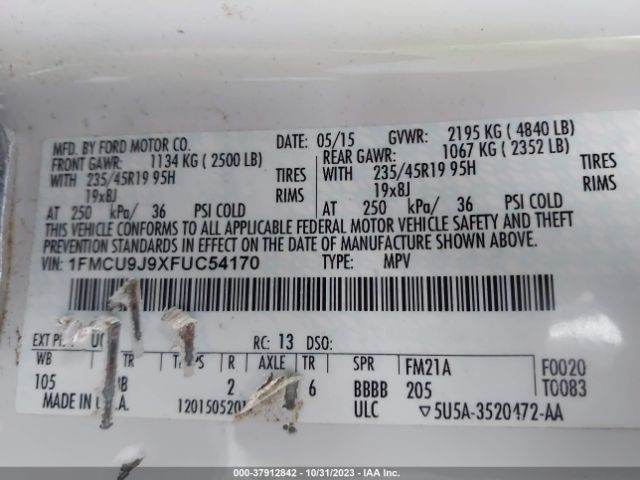 MFD. BY FORD MOTOR CO. DATE: 05/15 GVWR: 2195 KG ( 4840 LB)
FRONT GAWR: 1134 KG ( 2500 LB) REAR GAWR: 1067 KG ( 2352 LB)
WITH 235/45R19 95H TIRES WITH 235/45R19 95H TIRES
19x8J RIMS 19x8J RIMS
AT 250 kPa/ 36 PSI COLD AT 250 kPa/ 36 PSI COLD
THIS VEHICLE CONFORMS TO ALL APPLICABLE FEDERAL MOTOR VEHICLE SAFETY AND THEFT
PREVENTION STANDARDS IN EFFECT ON THE DATE OF MANUFACTURE SHOWN ABOVE.
VIN: 1FMCU9J9XFUC54170 TYPE: MPV
EXT RC: 13 DSO:
WB TR R AXLE TR SPR FM21A F0020
105 2 6 BBBB 205 T0083
MADE IN ULC ▽5U5A-3520472-AA
000-37912842 - 10/31/2023 - IAA Inc.